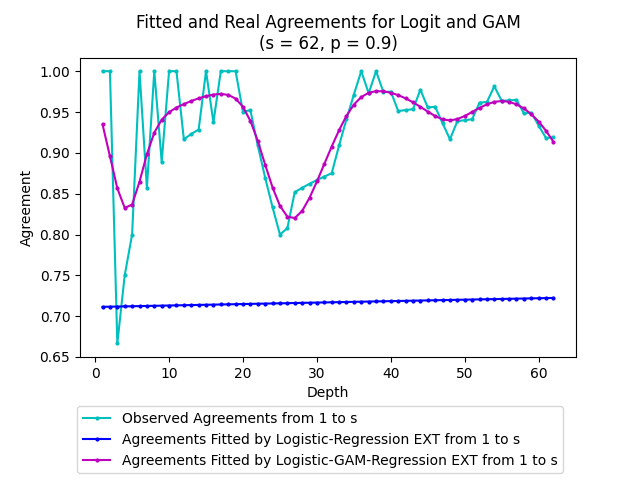 Fitted and Real Agreements for Logit and GAM
(s = 62, p = 0.9)
Agreement
1.00
0.95
0.90
0.85
0.80
0.75
0.70
0.65
0 10 20 30 40 50 60
Depth
Observed Agreements from 1 to s
Agreements Fitted by Logistic-Regression EXT from 1 to s
Agreements Fitted by Logistic-GAM-Regression EXT from 1 to s